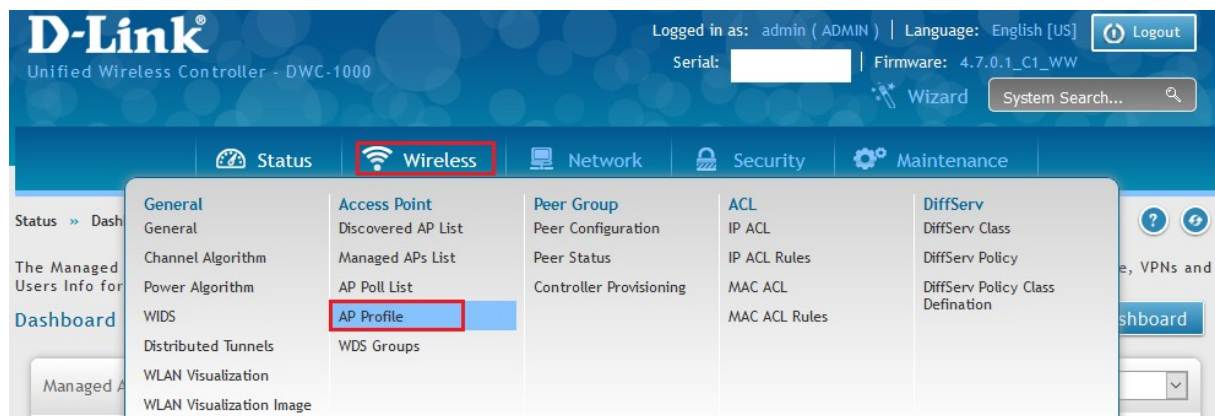 D-Link®
Logged in as: admin ( ADMIN ) | Language: English [US]
Logout
Unified Wireless Controller - DWC-1000
Serial:
Firmware: 4.7.0.1_C1_WW
Wizard
System Search...
Status
Wireless
Network
Security
Maintenance
Status » Dash
The Managed
Users Info for
e, VPNs and
Dashboard
shboard
Managed A
General
General
Channel Algorithm
Power Algorithm
WIDS
Distributed Tunnels
WLAN Visualization
WLAN Visualization Image
Access Point
Discovered AP List
Managed APs List
AP Poll List
AP Profile
WDS Groups
Peer Group
Peer Configuration
Peer Status
Controller Provisioning
ACL
IP ACL
IP ACL Rules
MAC ACL
MAC ACL Rules
DiffServ
DiffServ Class
DiffServ Policy
DiffServ Policy Class
Defination
?